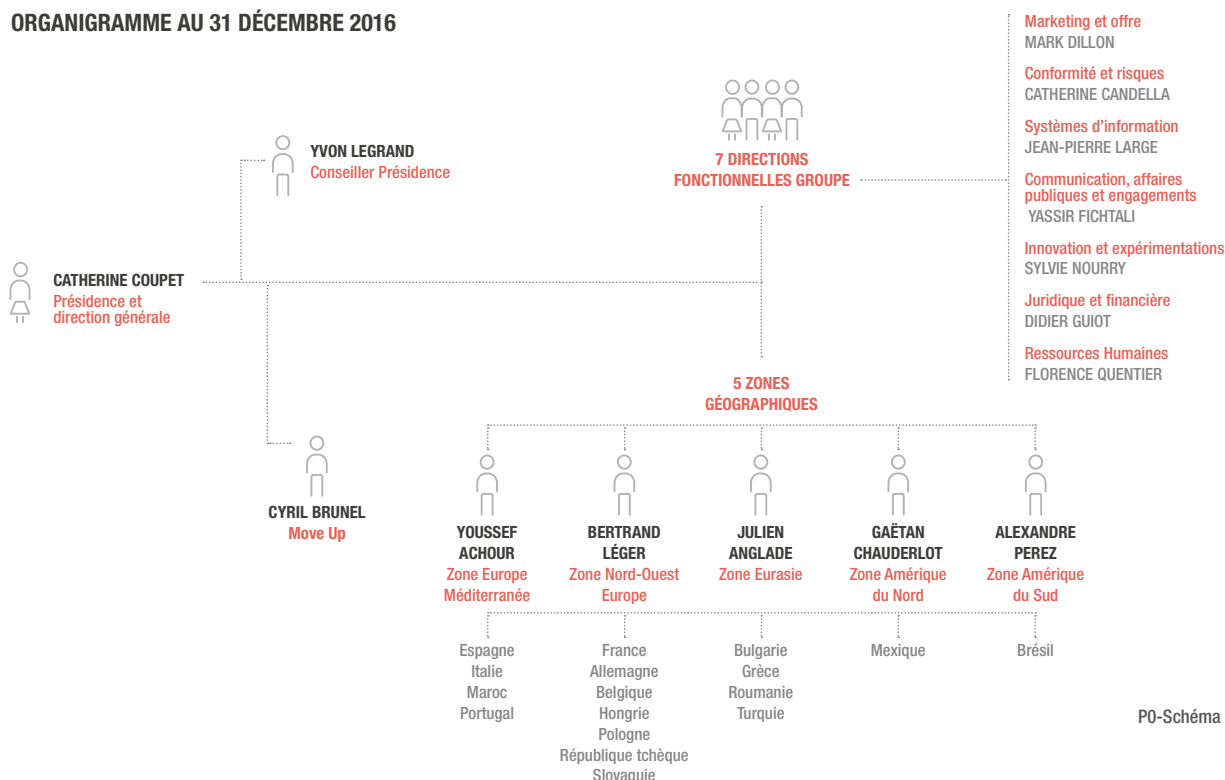 ORGANIGRAMME AU 31 DÉCEMBRE 2016
YVON LEGRAND
Conseiller Présidence
CATHERINE COUPET
Présidence et
direction générale
CYRIL BRUNEL
Move Up
7 DIRECTIONS
FONCTIONNELLES GROUPE
Marketing et offre
MARK DILLON
Conformité et risques
CATHERINE CANDELLA
Systèmes d'information
JEAN-PIERRE LARGE
Communication, affaires
publiques et engagements
YASSIR FICHTALI
Innovation et expérimentations
SYLVIE NOURRY
Juridique et financière
DIDIER GUIOT
Ressources Humaines
FLORENCE QUENTIER
5 ZONES
GÉOGRAPHIQUES
YOUSSEF
ACHOUR
Zone Europe
Méditerranée
Espagne
Italie
Maroc
Portugal
BERTRAND
LÉGER
Zone Nord-Ouest
Europe
France
Allemagne
Belgique
Hongrie
Pologne
République tchèque
Slovaquie
JULIEN
ANGLADE
Zone Eurasie
Bulgarie
Grèce
Roumanie
Turquie
GAËTAN
CHAUDERLOT
Zone Amérique
du Nord
Mexique
ALEXANDRE
PEREZ
Zone Amérique
du Sud
Brésil
P0-Schéma